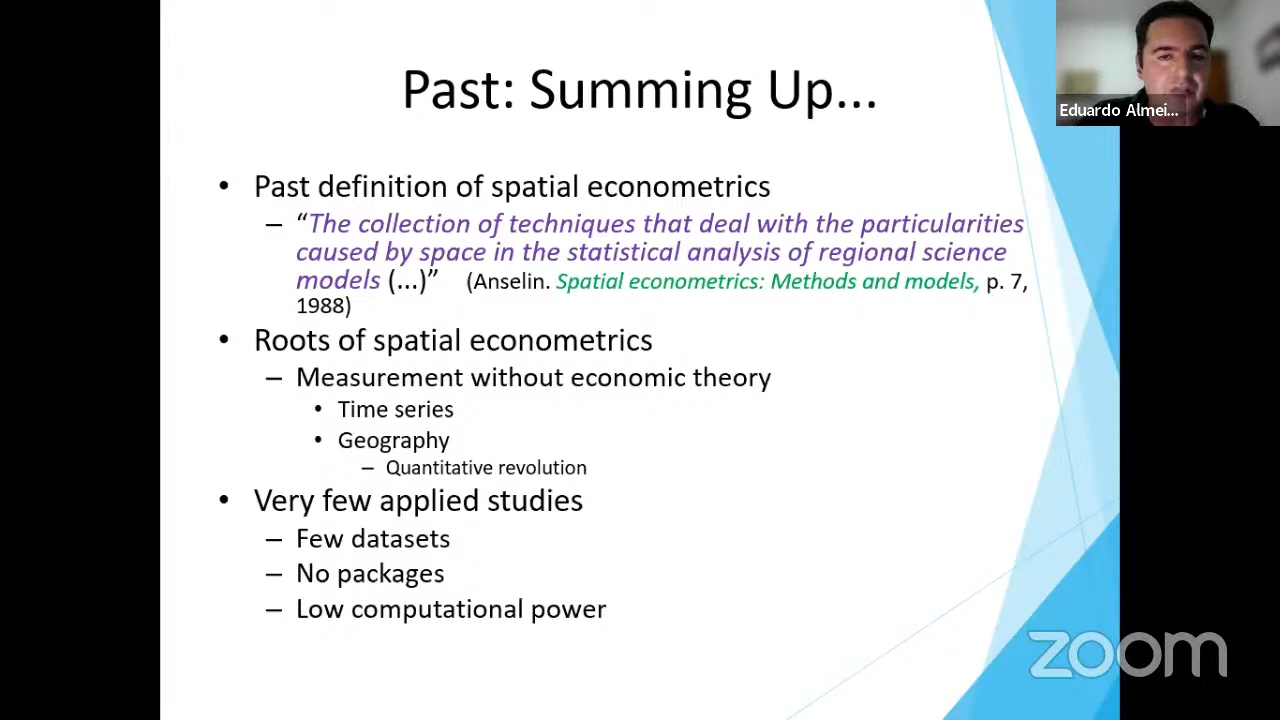 Past: Summing Up...
Eduardo Almei...
• Past definition of spatial econometrics
– “The collection of techniques that deal with the particularities
caused by space in the statistical analysis of regional science
models (...)” (Anselin. Spatial econometrics: Methods and models, p. 7,
1988)
• Roots of spatial econometrics
– Measurement without economic theory
• Time series
• Geography
– Quantitative revolution
• Very few applied studies
– Few datasets
– No packages
– Low computational power
zoom